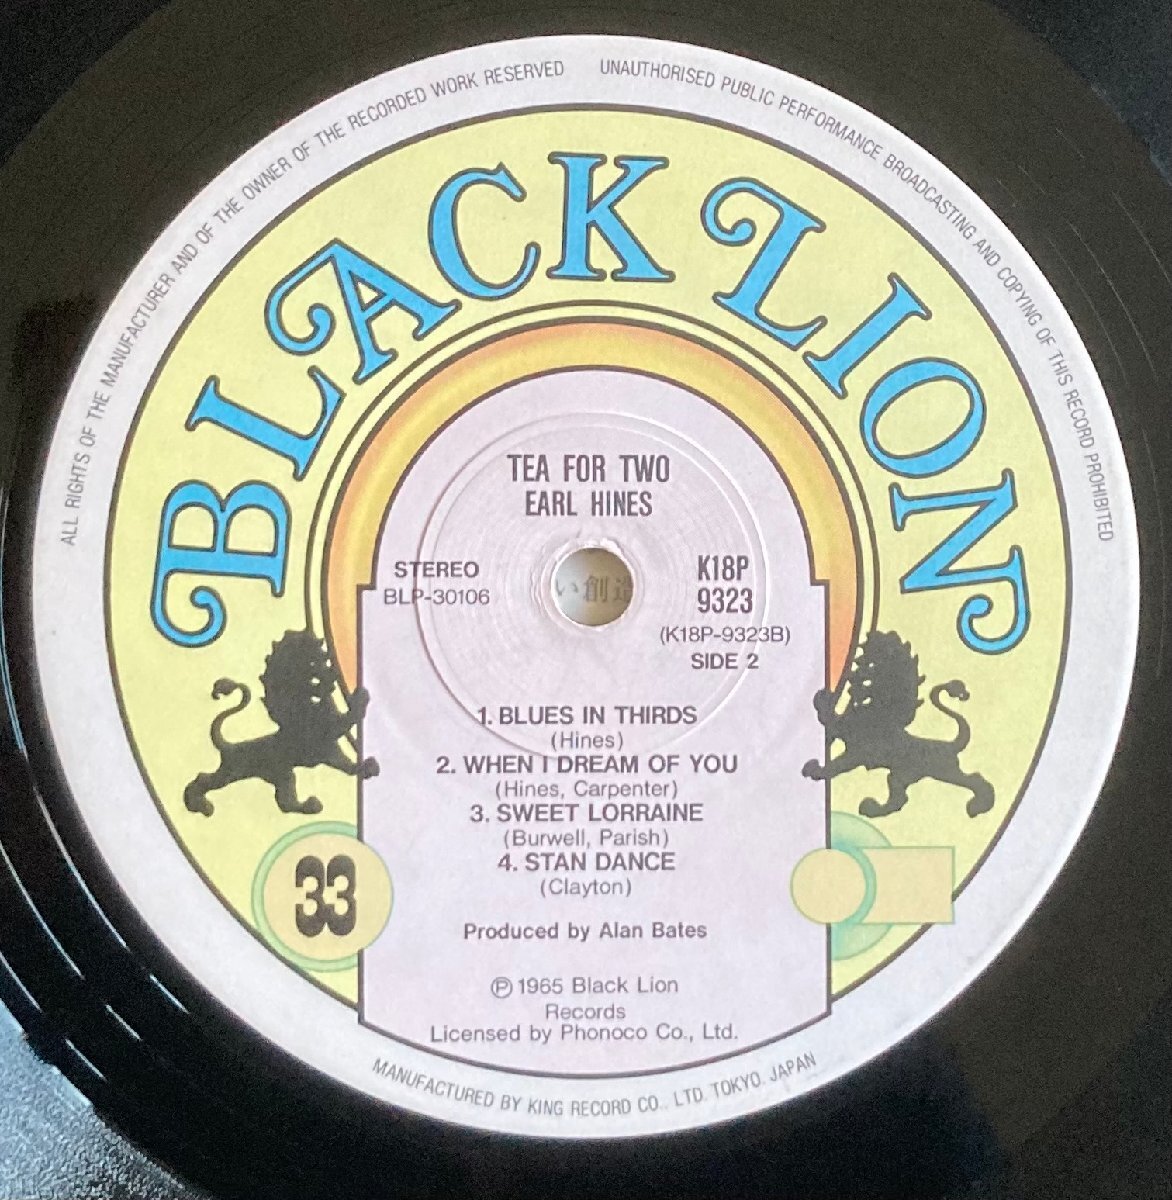 ALL RIGHTS OF THE MANUFACTURER AND OF THE OWNER OF THE RECORDED WORK RESERVED
UNAUTHORISED PUBLIC PERFORMANCE BROADCASTING AND COPYING OF THIS RECORD PROHIBITED
BLACK LION
TEA FOR TWO
EARL HINES
STEREO
BLP-30106
い創造
K18P
9323
(K18P-9323B)
SIDE 2
1. BLUES IN THIRDS
(Hines)
2. WHEN I DREAM OF YOU
(Hines, Carpenter)
3. SWEET LORRAINE
(Burwell, Parish)
4. STAN DANCE
(Clayton)
33
Produced by Alan Bates
Ⓟ 1965 Black Lion
Records
Licensed by Phonoco Co., Ltd.
MANUFACTURED BY KING RECORD CO., LTD. TOKYO. JAPAN